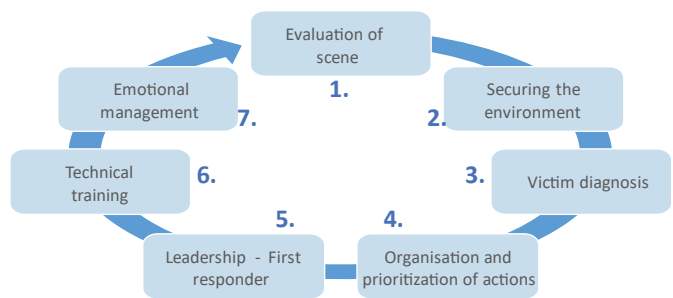 Evaluation of
scene
1.
Securing the
environment
2.
Victim diagnosis
3.
Organisation and
prioritization of actions
4.
Leadership - First
responder
5.
Technical
training
6.
Emotional
management
7.